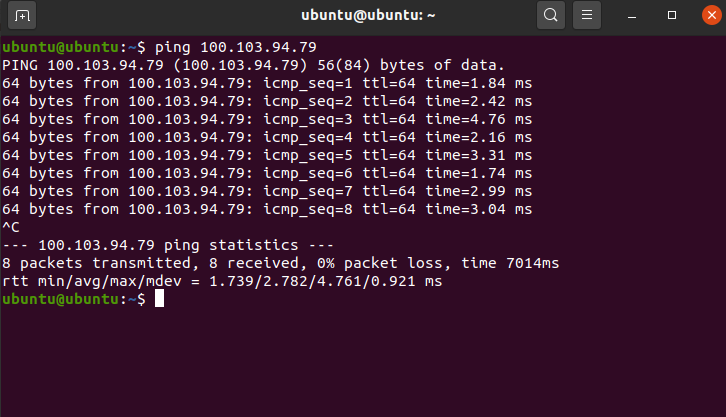 ubuntu@ubuntu: ~
ubuntu@ubuntu:~$ ping 100.103.94.79
PING 100.103.94.79 (100.103.94.79) 56(84) bytes of data.
64 bytes from 100.103.94.79: icmp_seq=1 ttl=64 time=1.84 ms
64 bytes from 100.103.94.79: icmp_seq=2 ttl=64 time=2.42 ms
64 bytes from 100.103.94.79: icmp_seq=3 ttl=64 time=4.76 ms
64 bytes from 100.103.94.79: icmp_seq=4 ttl=64 time=2.16 ms
64 bytes from 100.103.94.79: icmp_seq=5 ttl=64 time=3.31 ms
64 bytes from 100.103.94.79: icmp_seq=6 ttl=64 time=1.74 ms
64 bytes from 100.103.94.79: icmp_seq=7 ttl=64 time=2.99 ms
64 bytes from 100.103.94.79: icmp_seq=8 ttl=64 time=3.04 ms
^C
--- 100.103.94.79 ping statistics ---
8 packets transmitted, 8 received, 0% packet loss, time 7014ms
rtt min/avg/max/mdev = 1.739/2.782/4.761/0.921 ms
ubuntu@ubuntu:~$